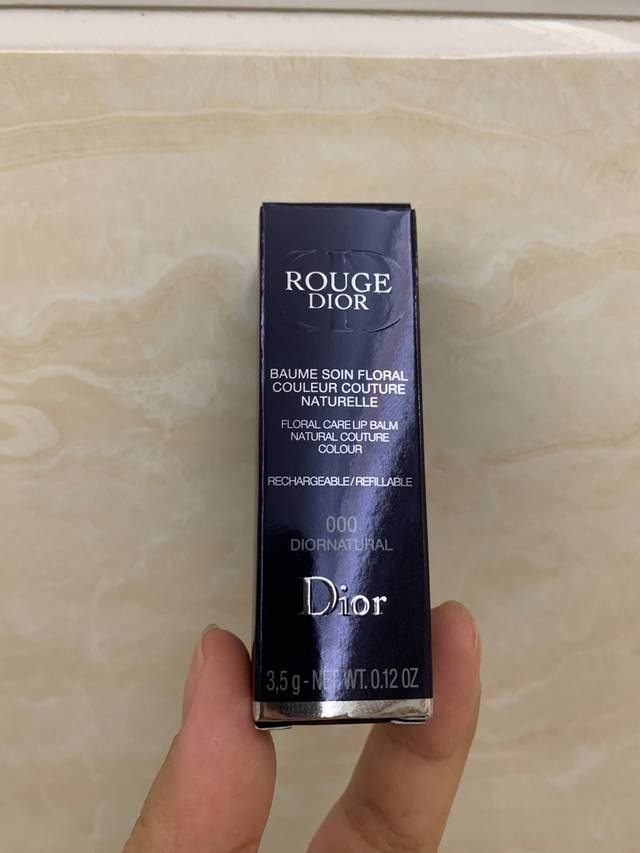 ROUGE
DIOR
BAUME SOIN FLORAL
COULEUR COUTURE
NATURELLE
FLORAL CARE LIP BALM
NATURAL COUTURE
COLOUR
RECHARGEABLE/REFILLABLE
000
DIORNATURAL
Dior
3,5 g - NET WT. 0.12 OZ